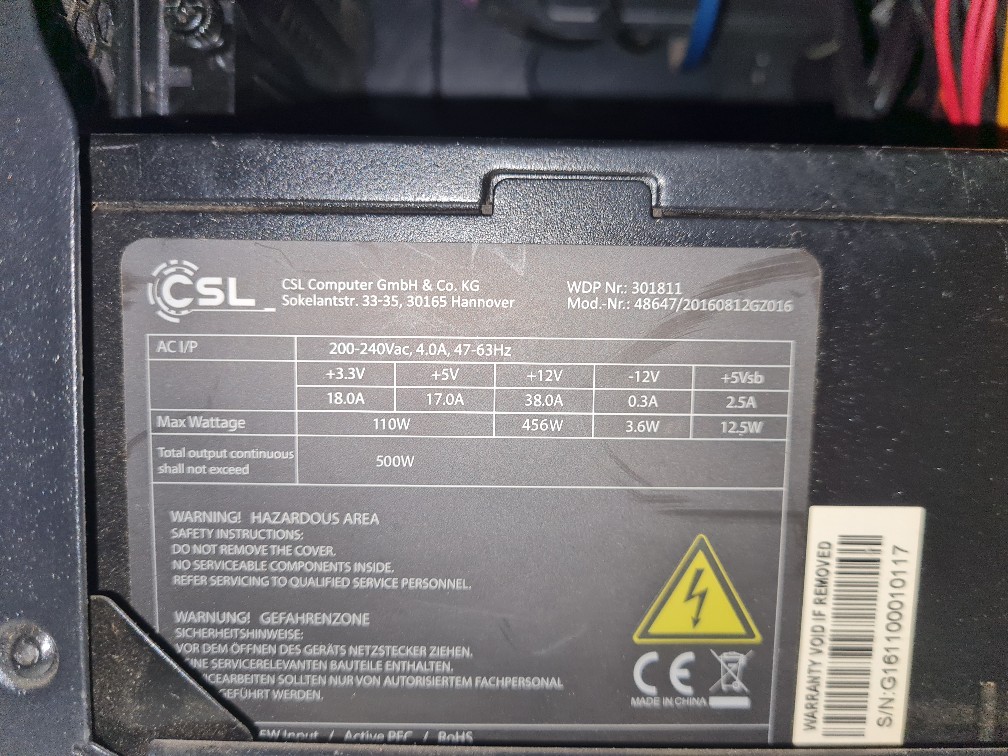 CSL
CSL Computer GmbH & Co. KG
Sokelantstr. 33-35, 30165 Hannover
WDP Nr.: 301811
Mod.-Nr.: 48647/20160812GZ016
AC I/P 200-240Vac, 4.0A, 47-63Hz
+3.3V +5V +12V -12V +5Vsb
18.0A 17.0A 38.0A 0.3A 2.5A
Max Wattage 110W 456W 3.6W 12.5W
Total output continuous
shall not exceed
500W
WARNING! HAZARDOUS AREA
SAFETY INSTRUCTIONS:
DO NOT REMOVE THE COVER.
NO SERVICEABLE COMPONENTS INSIDE.
REFER SERVICING TO QUALIFIED SERVICE PERSONNEL.
WARNUNG! GEFAHRENZONE
SICHERHEITSHINWEISE:
VOR DEM ÖFFNEN DES GERÄTS NETZSTECKER ZIEHEN.
SERVICERELEVANTEN BAUTEILE ENTHALTEN.
SOLLTEN NUR VON AUTORISIERTEM FACHPERSONAL
WERDEN.
CE
MADE IN CHINA
Input / Active PFC / RoHS
WARRANTY VOID IF REMOVED
S/N:G161100010117